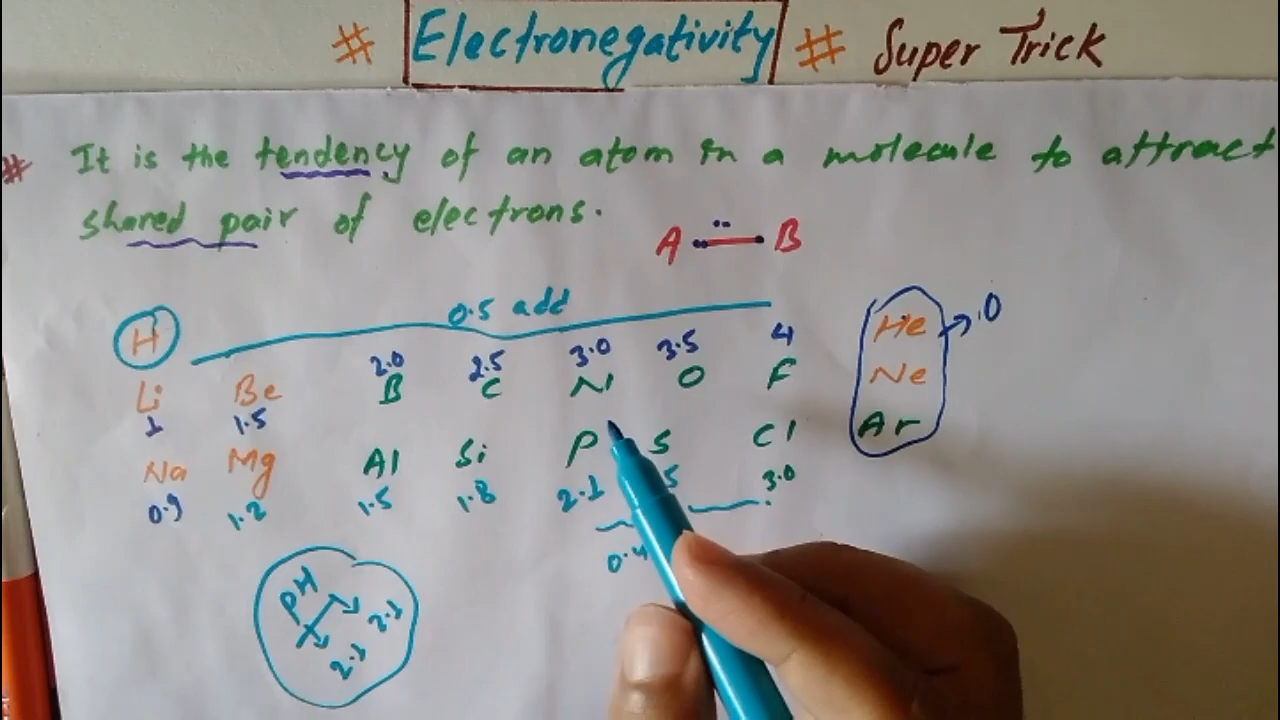 # Electronegativity # Super Trick
# It is the tendency of an atom in a molecule to attract
shared pair of electrons.
A B
H 0.5 add He → 0
2.0 2.5 3.0 3.5 4
Li Be B C N O F Ne
1 1.5
Na Mg Al Si P S Cl Ar
0.9 1.2 1.5 1.8 2.1 5 3.0
0.4
PH
2.1 2.1